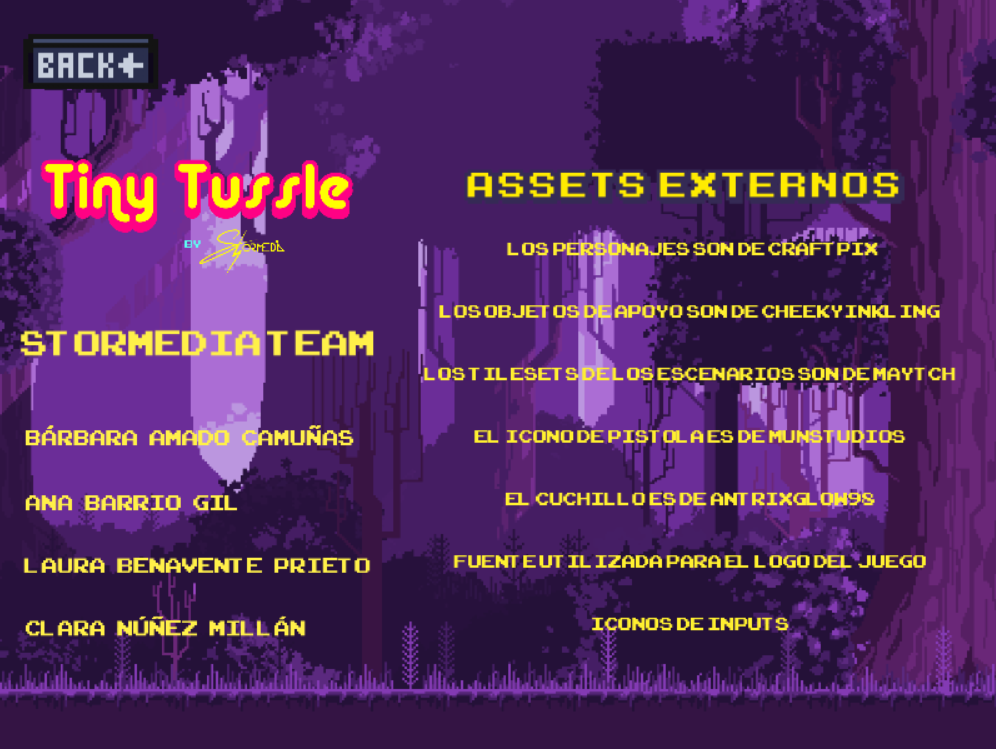 BACK
Tiny Tussle
BY Stormedia
STORMEDIA TEAM
BÁRBARA AMADO CAMUÑAS
ANA BARRIO GIL
LAURA BENAVENTE PRIETO
CLARA NÚÑEZ MILLÁN
ASSETS EXTERNOS
LOS PERSONAJES SON DE CRAFTPIX
LOS OBJETOS DE APOYO SON DE CHEEKYINKLING
LOS TILESETS DE LOS ESCENARIOS SON DE MAYTCH
EL ICONO DE PISTOLA ES DE MUNSTUDIOS
EL CUCHILLO ES DE ANTRIXGLOW98
FUENTE UTILIZADA PARA EL LOGO DEL JUEGO
ICONOS DE INPUTS